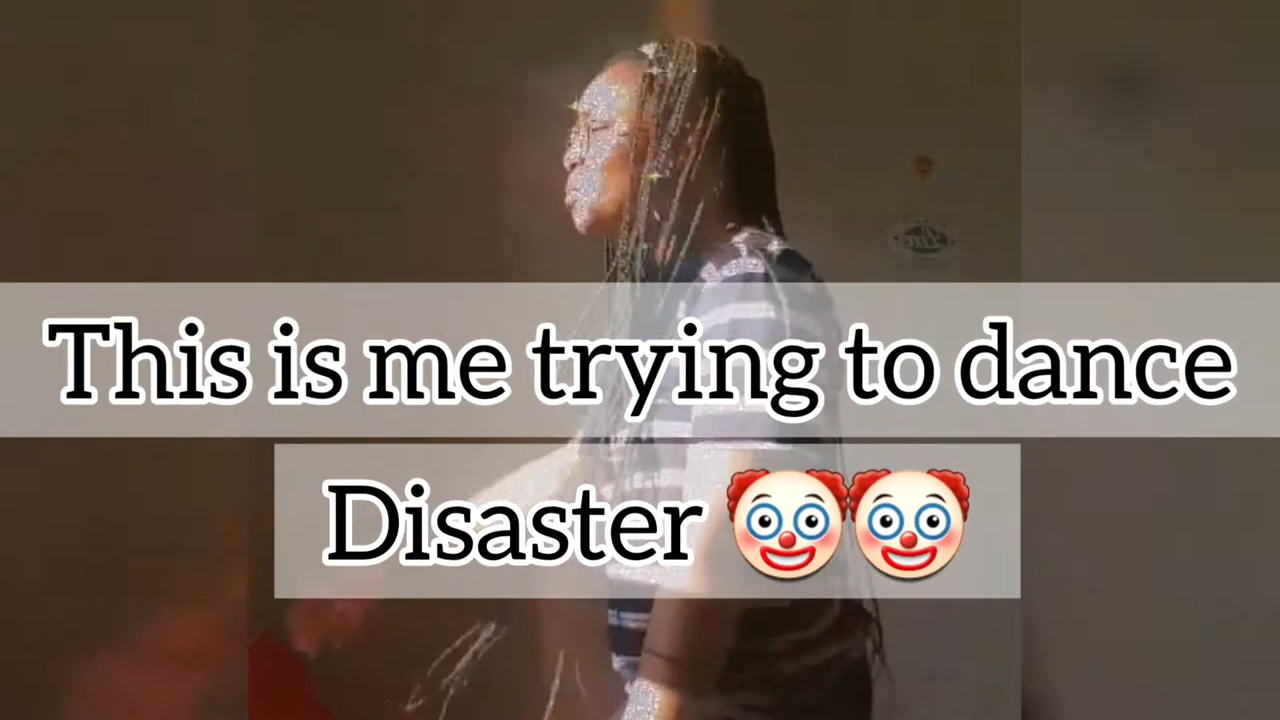 This is me trying to dance
Disaster 🤡🤡